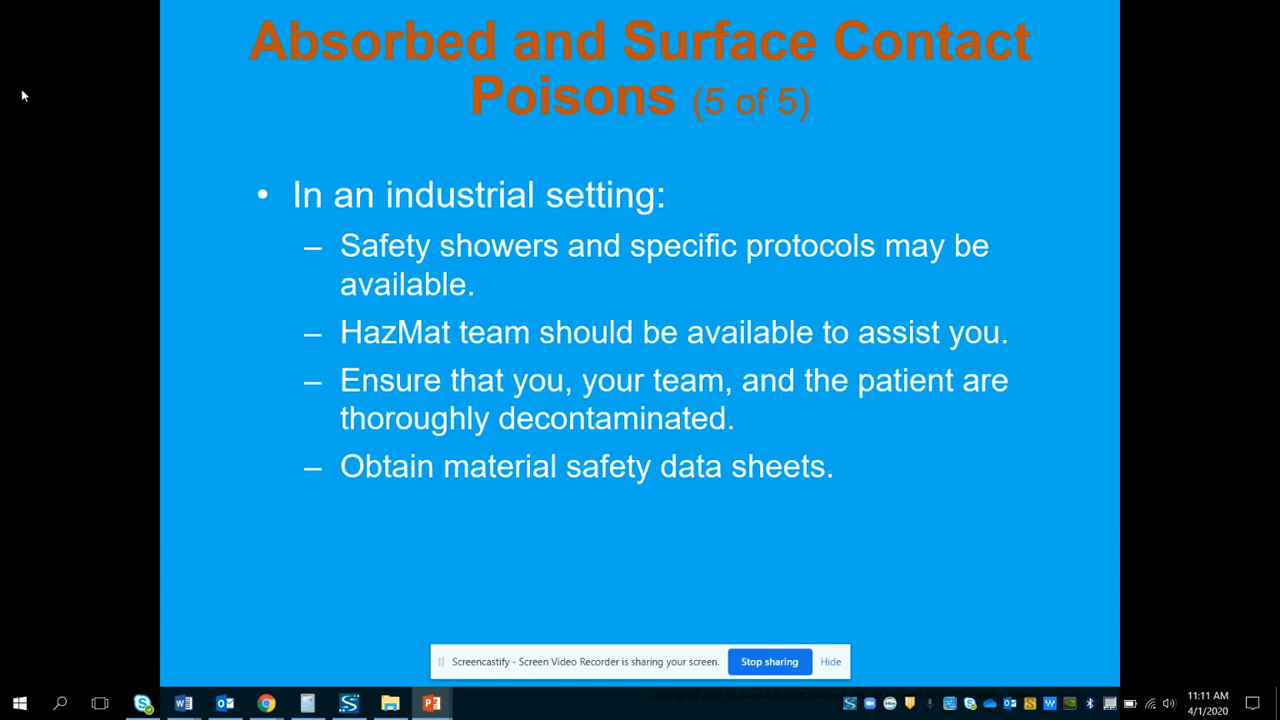 Absorbed and Surface Contact
Poisons (5 of 5)
• In an industrial setting:
– Safety showers and specific protocols may be
available.
– HazMat team should be available to assist you.
– Ensure that you, your team, and the patient are
thoroughly decontaminated.
– Obtain material safety data sheets.
Screencastify - Screen Video Recorder is sharing your screen.
Stop sharing
Hide
11:11 AM
4/1/2020